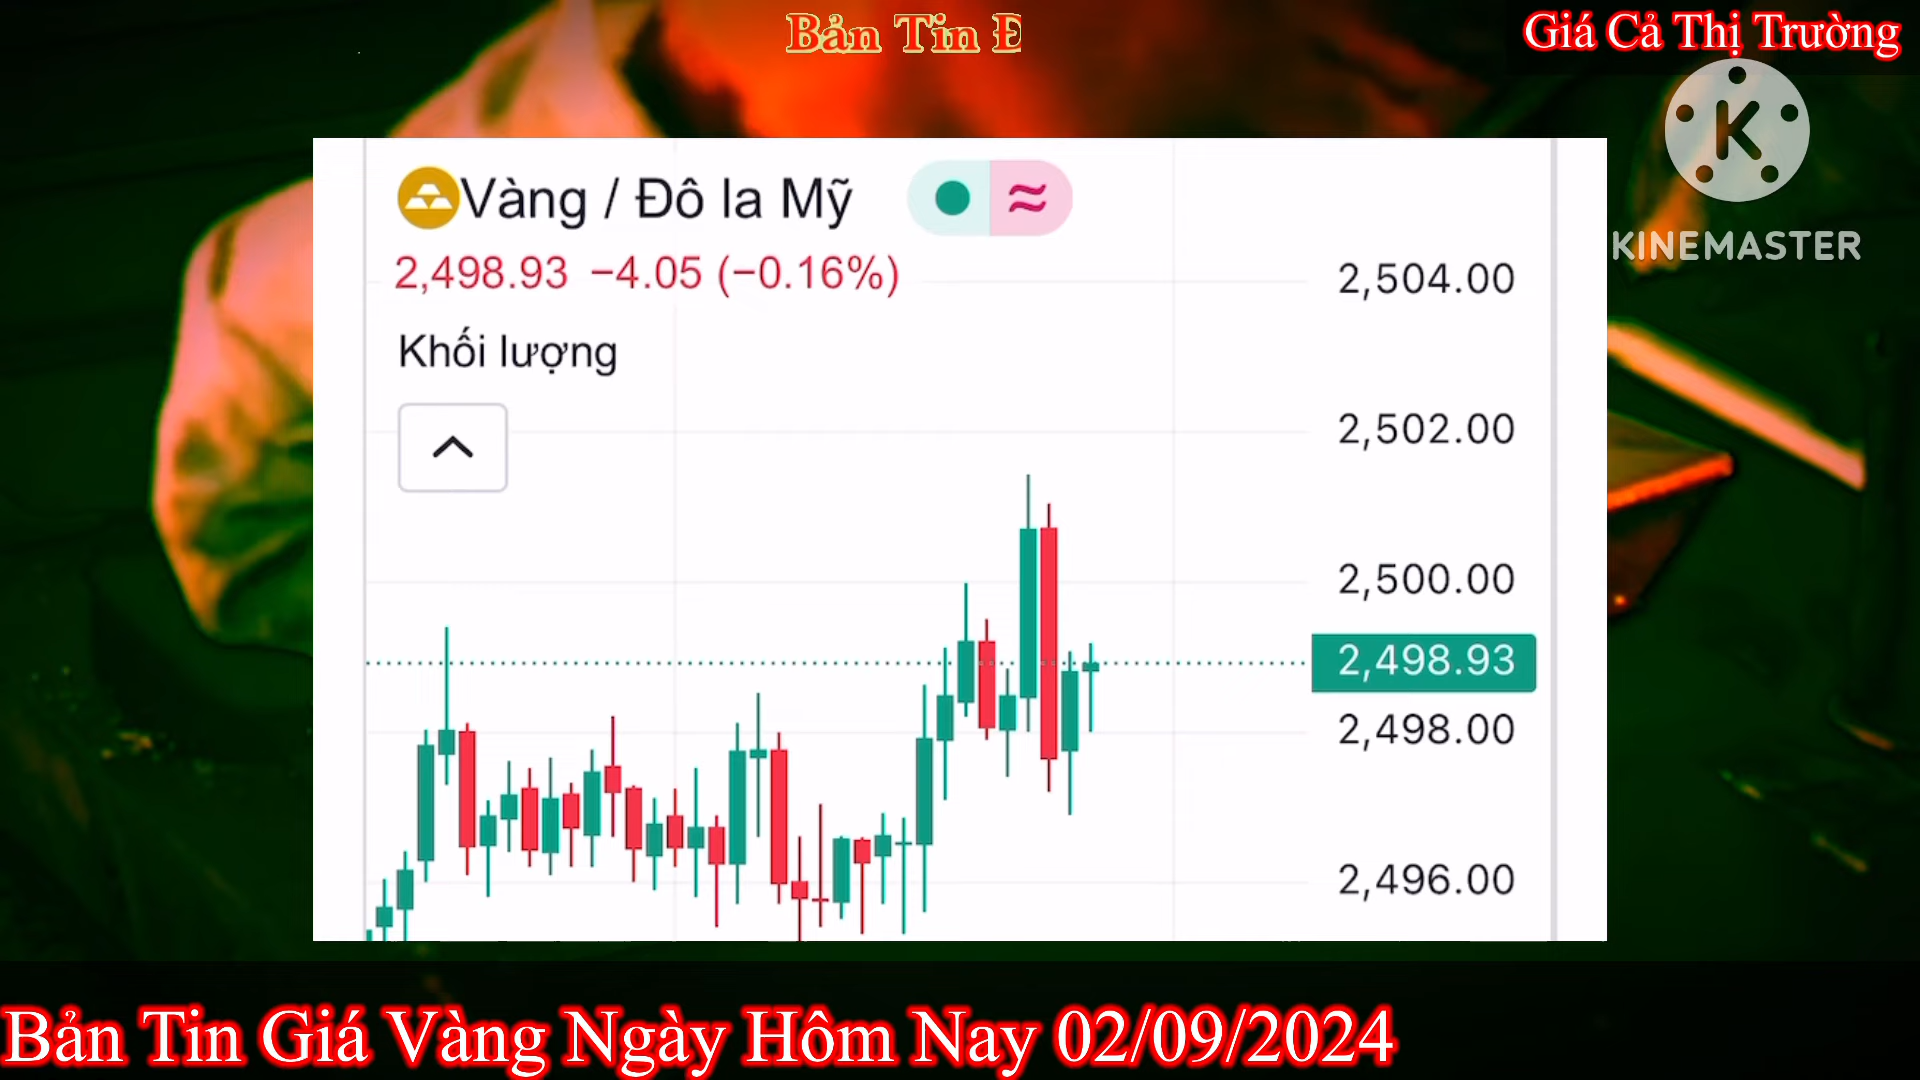 Bản Tin Đ
Giá Cả Thị Trường
K
KINEMASTER
Vàng / Đô la Mỹ
2,498.93 −4.05 (−0.16%)
Khối lượng
2,504.00
2,502.00
2,500.00
2,498.93
2,498.00
2,496.00
Bản Tin Giá Vàng Ngày Hôm Nay 02/09/2024